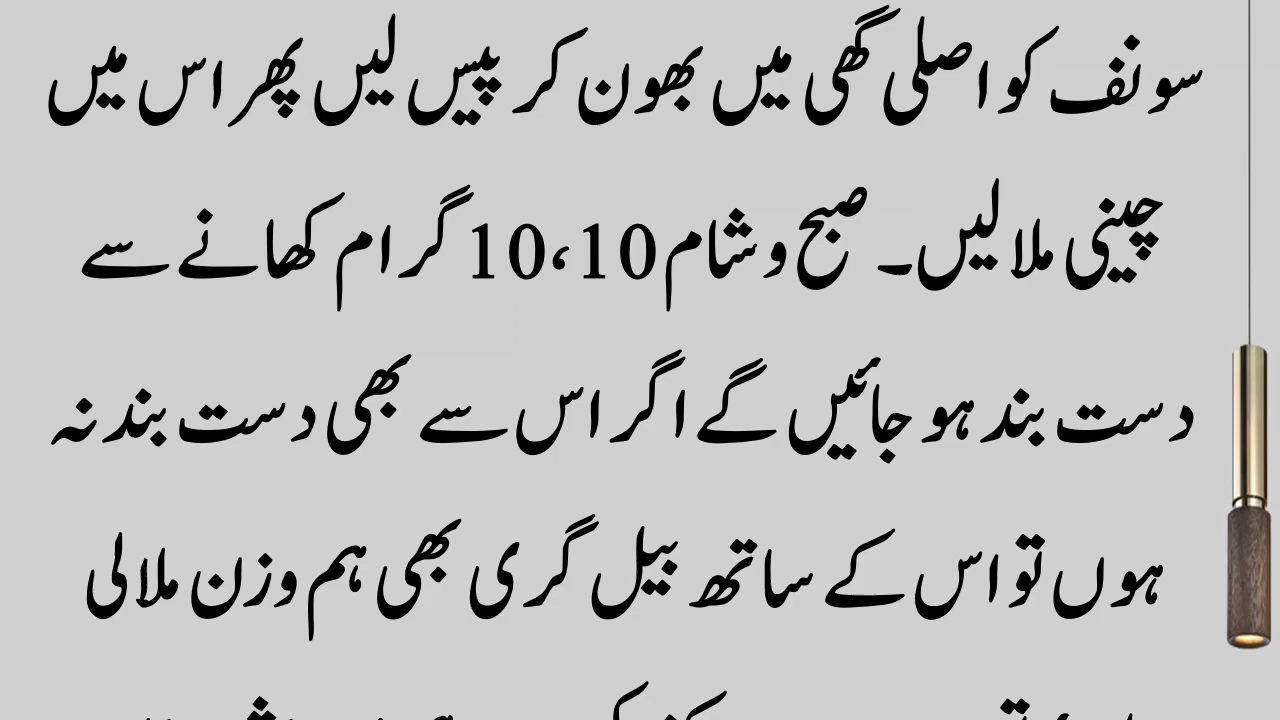 سونف کو اصلی گھی میں بھون کر پیس لیں پھر اس میں
چینی ملا لیں۔ صبح و شام 10،10 گرام کھانے سے
دست بند ہو جائیں گے اگر اس سے بھی دست بند نہ
ہوں تو اس کے ساتھ بیل گری بھی ہم وزن ملا لی